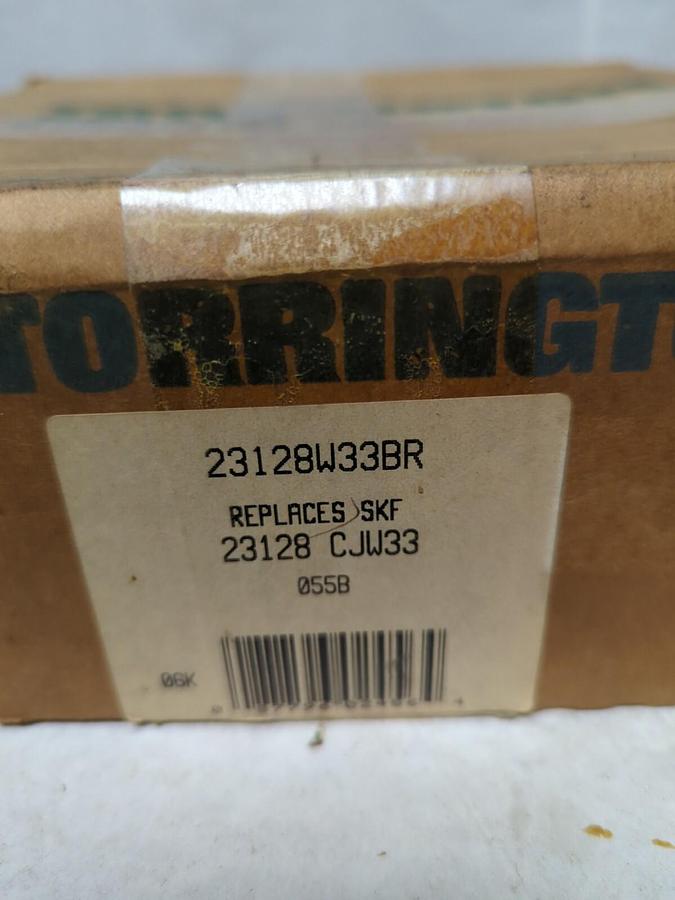 TORRINGT
23128W33BR
REPLACES SKF
23128 CJW33
055B
06K